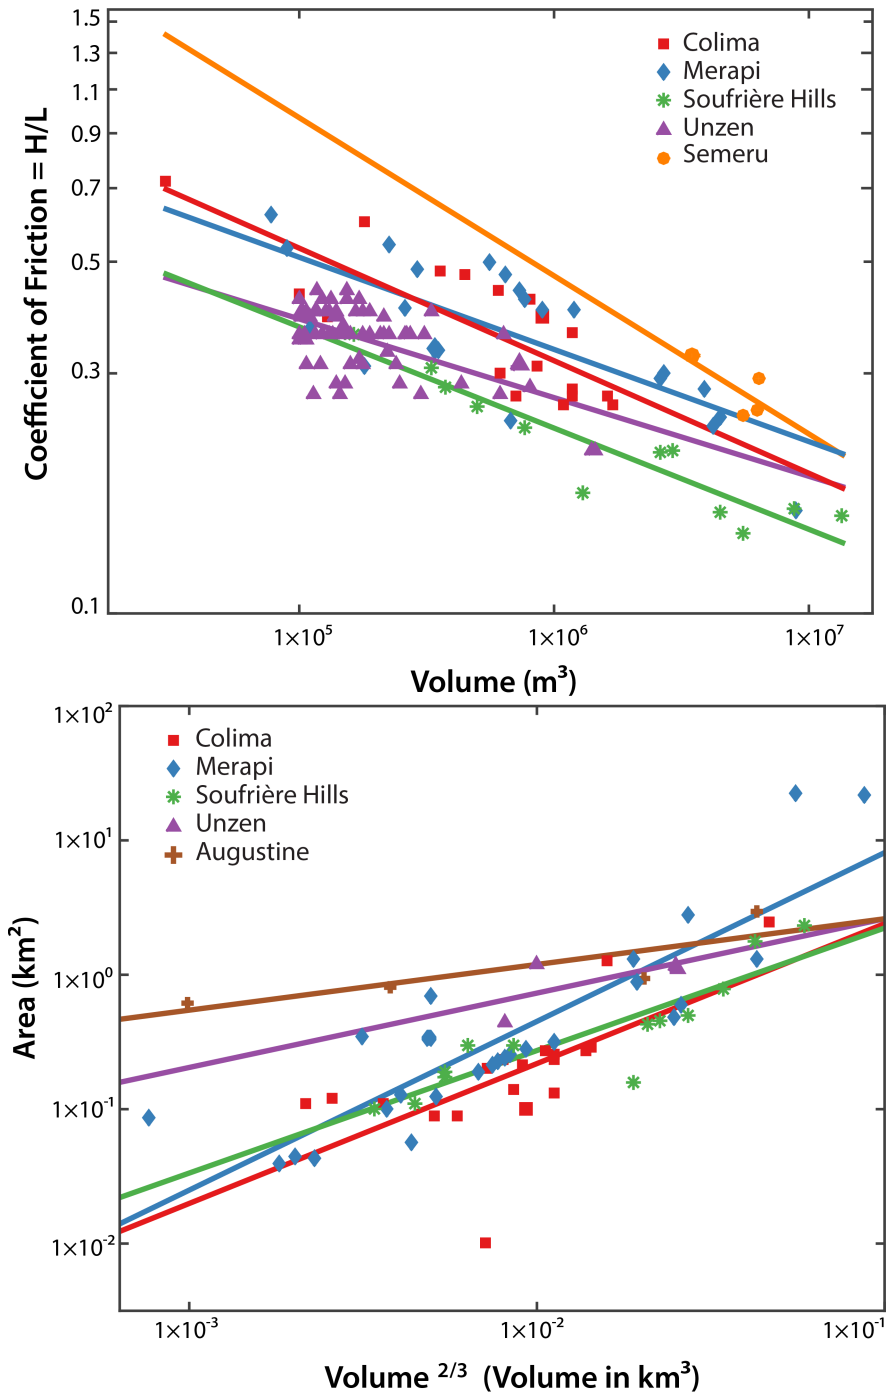 Coefficient of Friction = H/L
1.5
1.3
1.1
0.9
0.7
0.5
0.3
0.1
Colima
Merapi
Soufrière Hills
Unzen
Semeru
1×10⁵
1×10⁶
1×10⁷
Volume (m³)
Area (km²)
1×10²
1×10¹
1×10⁰
1×10⁻¹
1×10⁻²
Colima
Merapi
Soufrière Hills
Unzen
Augustine
1×10⁻³
1×10⁻²
1×10⁻¹
Volume ²/³ (Volume in km³)